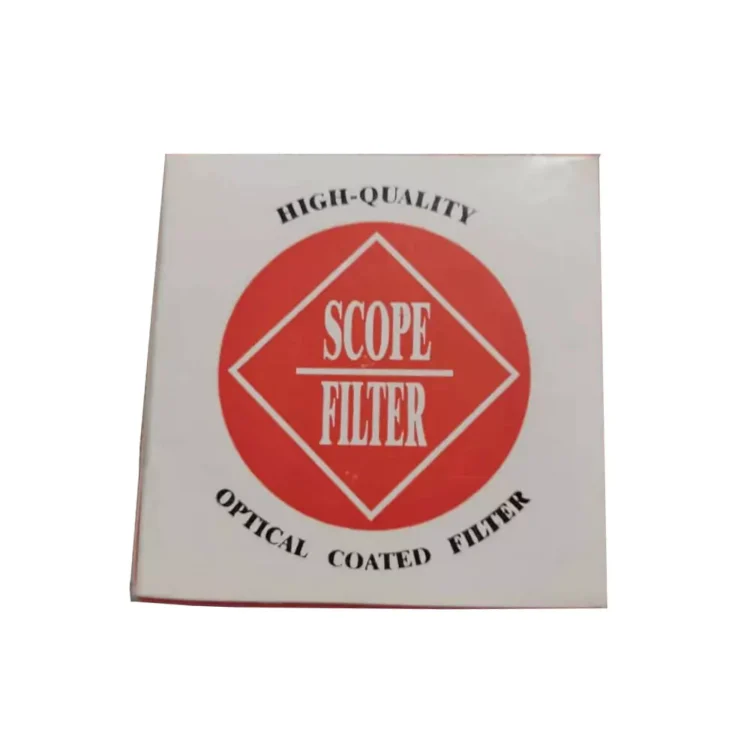 HIGH-QUALITY
SCOPE
FILTER
OPTICAL COATED FILTER